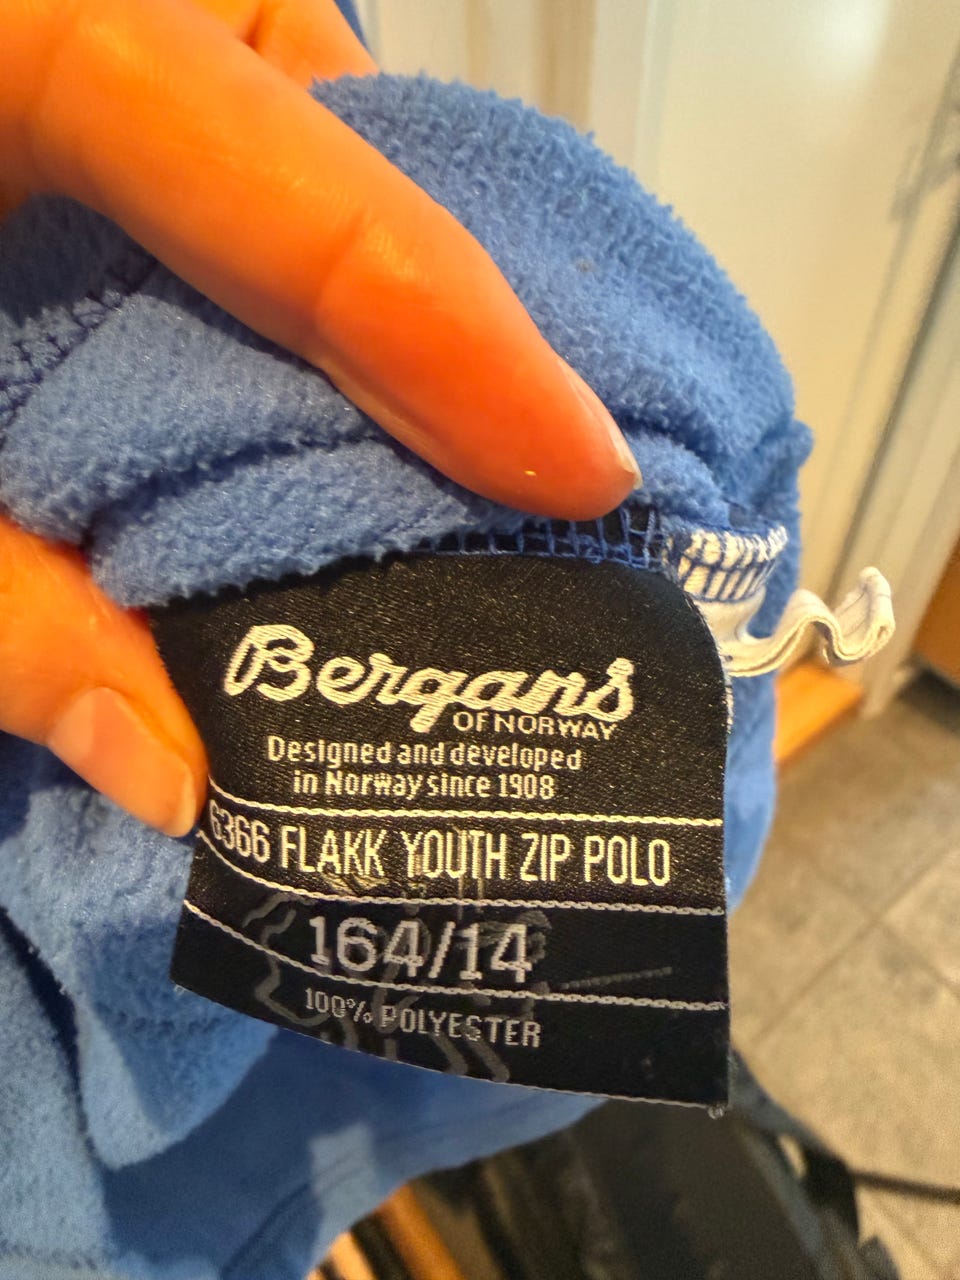 Bergans
OF NORWAY
Designed and developed
in Norway since 1908
6366 FLAKK YOUTH ZIP POLO
164/14
100% POLYESTER